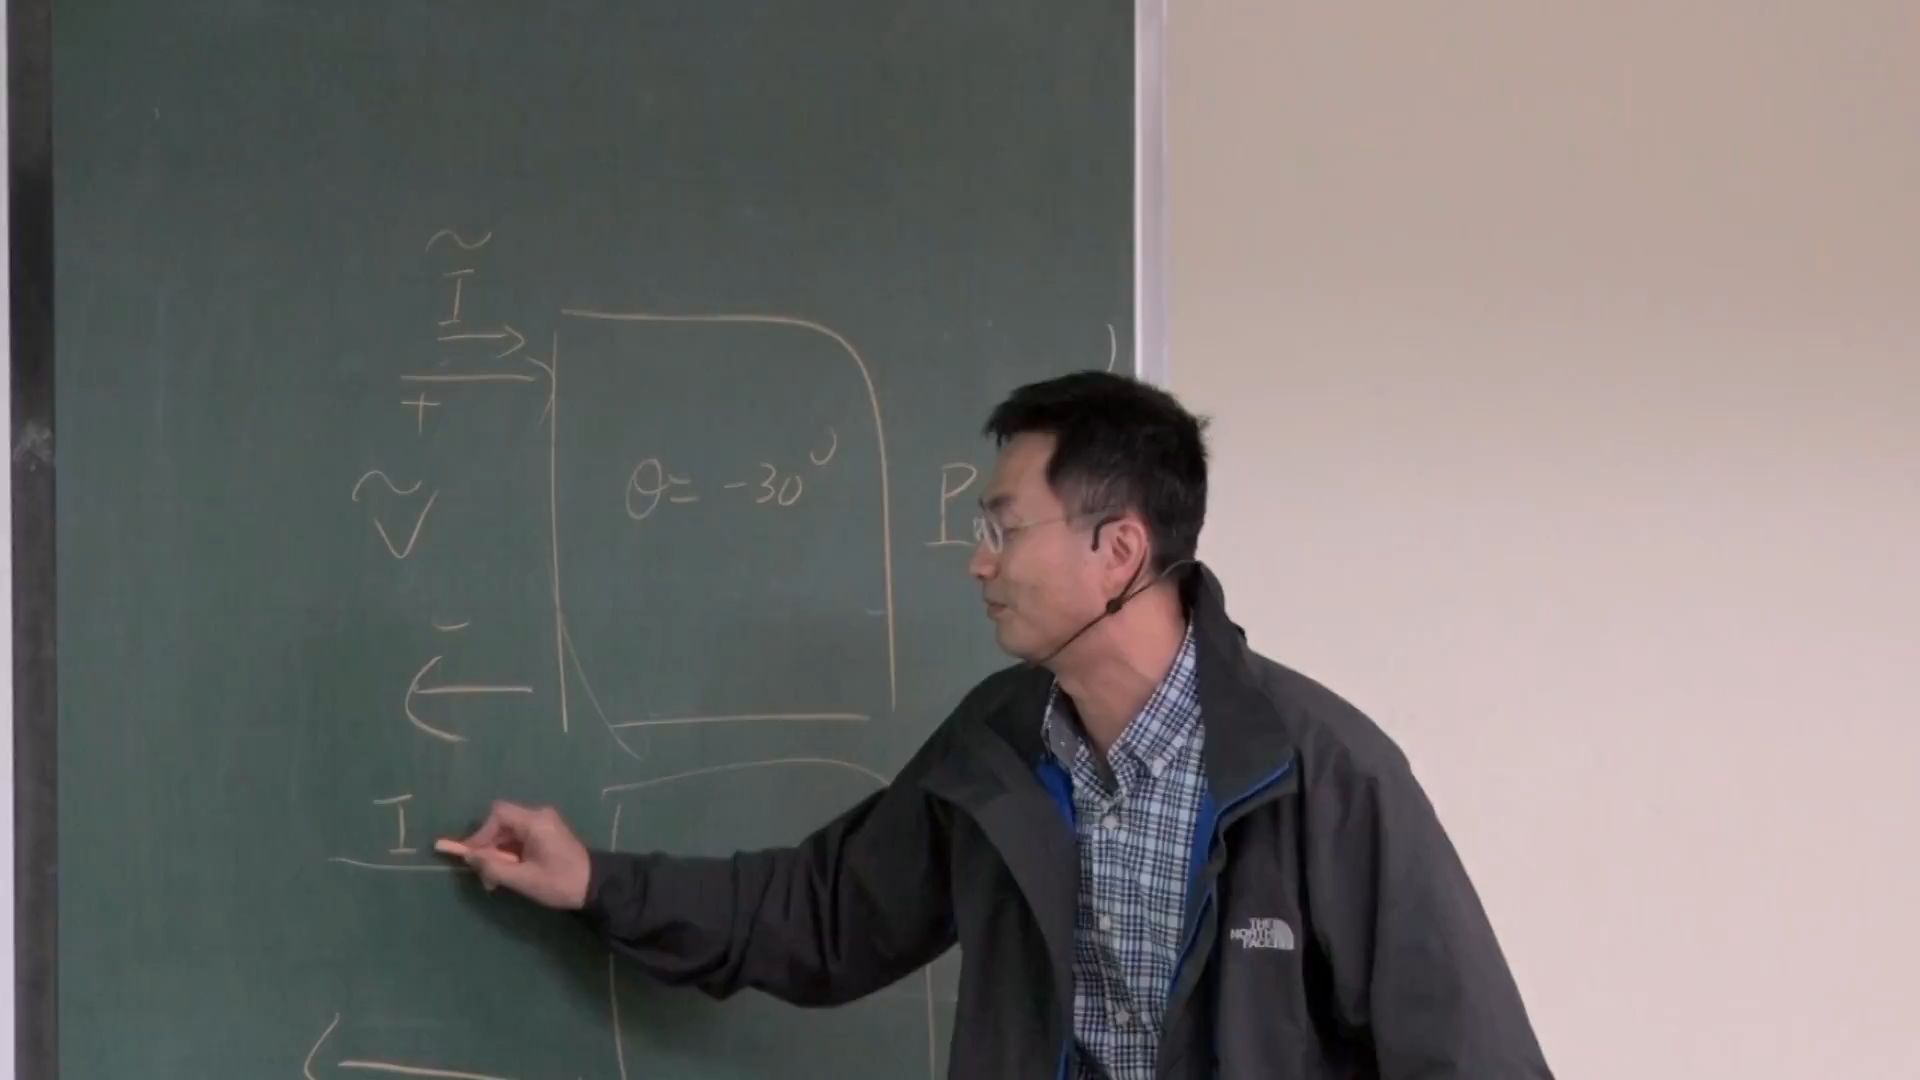 Ĩ
+
θ = -30°
P
Ṽ
-
I
THE
NORTH
FACE